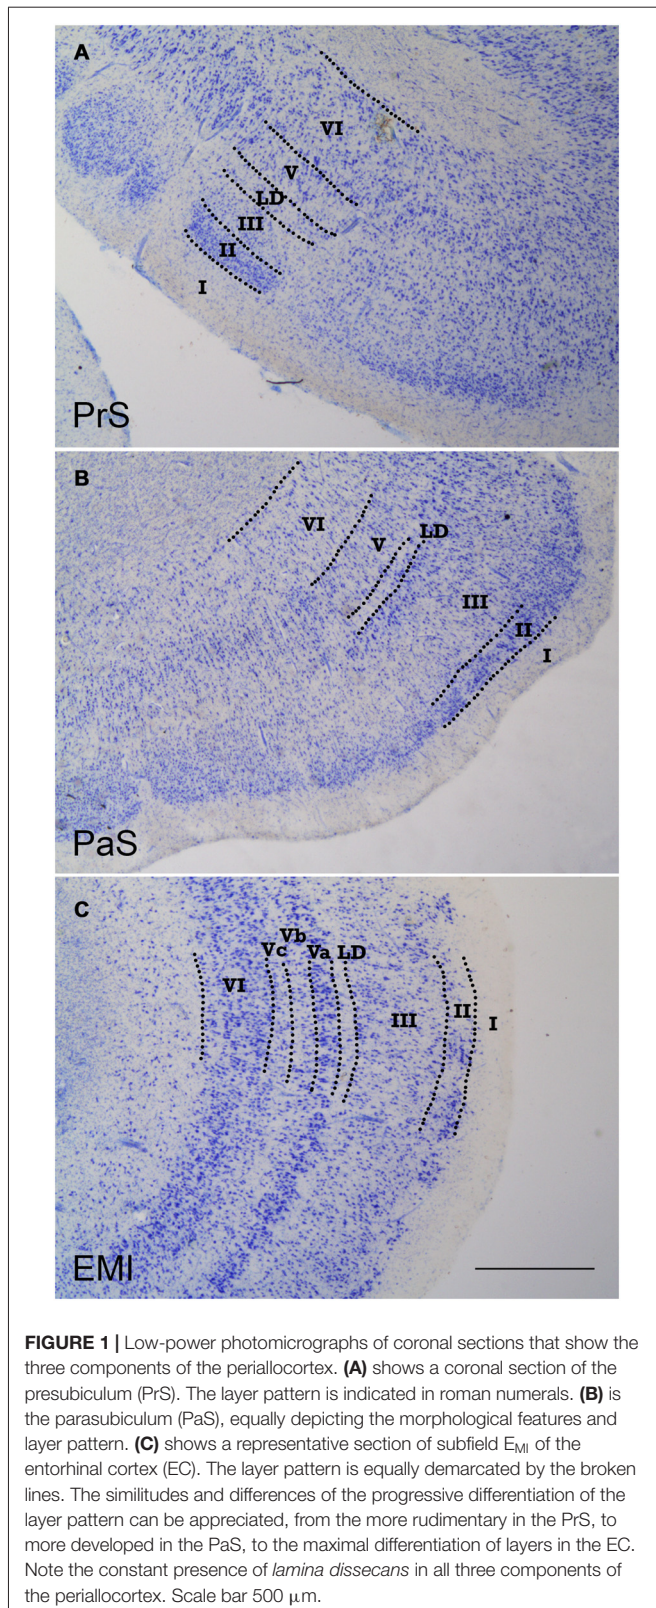 A
VI
V
LD
III
II
I
PrS
B
VI
V
LD
III
II
I
PaS
C
Vb
Vc Va LD
VI
III
II
I
EMI
FIGURE 1 | Low-power photomicrographs of coronal sections that show the
three components of the periallocortex. (A) shows a coronal section of the
presubiculum (PrS). The layer pattern is indicated in roman numerals. (B) is
the parasubiculum (PaS), equally depicting the morphological features and
layer pattern. (C) shows a representative section of subfield EMI of the
entorhinal cortex (EC). The layer pattern is equally demarcated by the broken
lines. The similitudes and differences of the progressive differentiation of the
layer pattern can be appreciated, from the more rudimentary in the PrS, to
more developed in the PaS, to the maximal differentiation of layers in the EC.
Note the constant presence of lamina dissecans in all three components of
the periallocortex. Scale bar 500 μm.